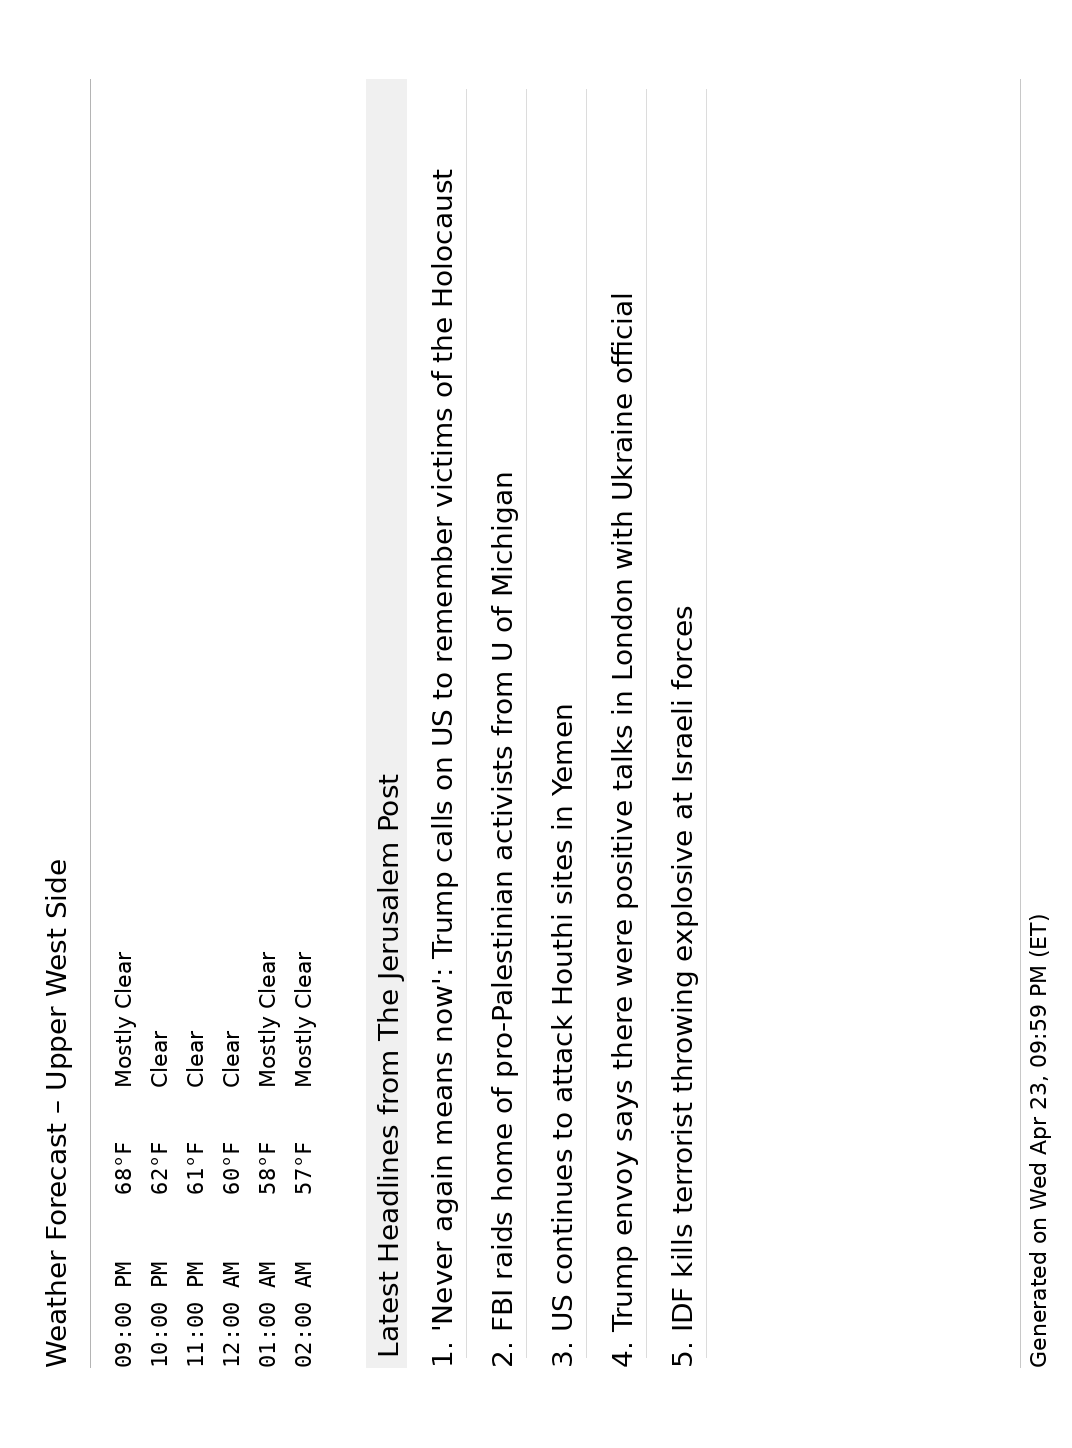 Weather Forecast – Upper West Side
09:00 PM 68°F Mostly Clear
10:00 PM 62°F Clear
11:00 PM 61°F Clear
12:00 AM 60°F Clear
01:00 AM 58°F Mostly Clear
02:00 AM 57°F Mostly Clear
Latest Headlines from The Jerusalem Post
1. 'Never again means now': Trump calls on US to remember victims of the Holocaust
2. FBI raids home of pro-Palestinian activists from U of Michigan
3. US continues to attack Houthi sites in Yemen
4. Trump envoy says there were positive talks in London with Ukraine official
5. IDF kills terrorist throwing explosive at Israeli forces
Generated on Wed Apr 23, 09:59 PM (ET)